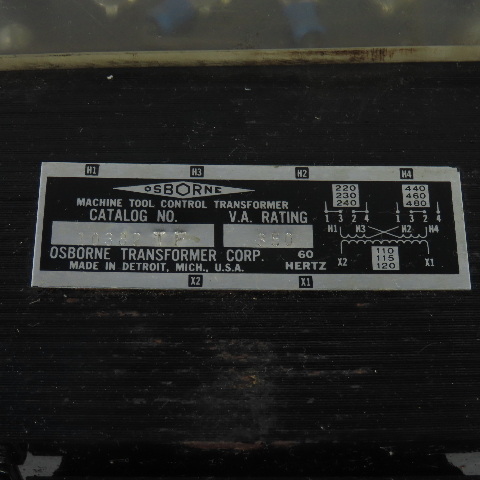 H1 H3 H2 H4
OSBORNE
MACHINE TOOL CONTROL TRANSFORMER
CATALOG NO. V.A. RATING
350
OSBORNE TRANSFORMER CORP. 60
MADE IN DETROIT, MICH., U.S.A. HERTZ
220 440
230 460
240 480
1 3 2 4 1 3 2 4
H1 H3 H2 H4
X2 110 X1
115
120
X2 X1